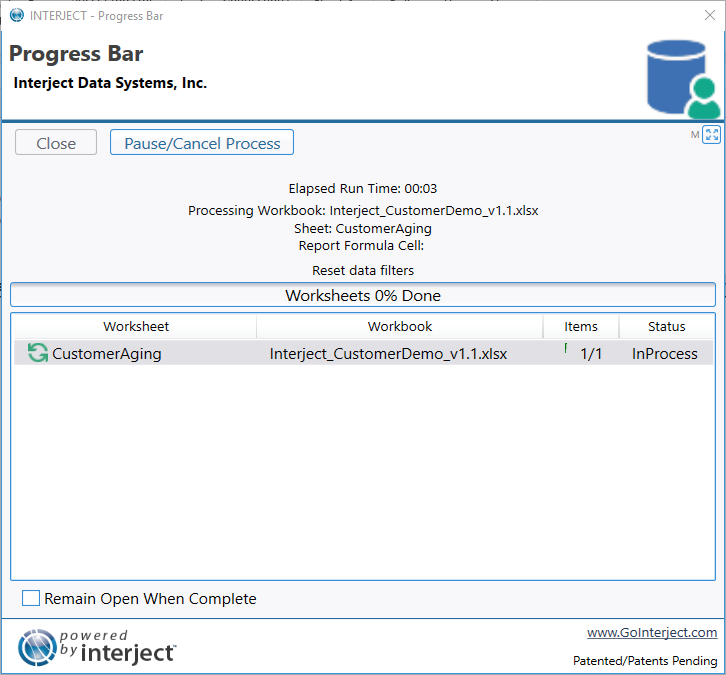 INTERJECT - Progress Bar
Progress Bar
Interject Data Systems, Inc.
Close
Pause/Cancel Process
M
Elapsed Run Time: 00:03
Processing Workbook: Interject_CustomerDemo_v1.1.xlsx
Sheet: CustomerAging
Report Formula Cell:
Reset data filters
Worksheets 0% Done
Worksheet Workbook Items Status
CustomerAging Interject_CustomerDemo_v1.1.xlsx 1/1 InProcess
Remain Open When Complete
powered
by interject™
www.GoInterject.com
Patented/Patents Pending